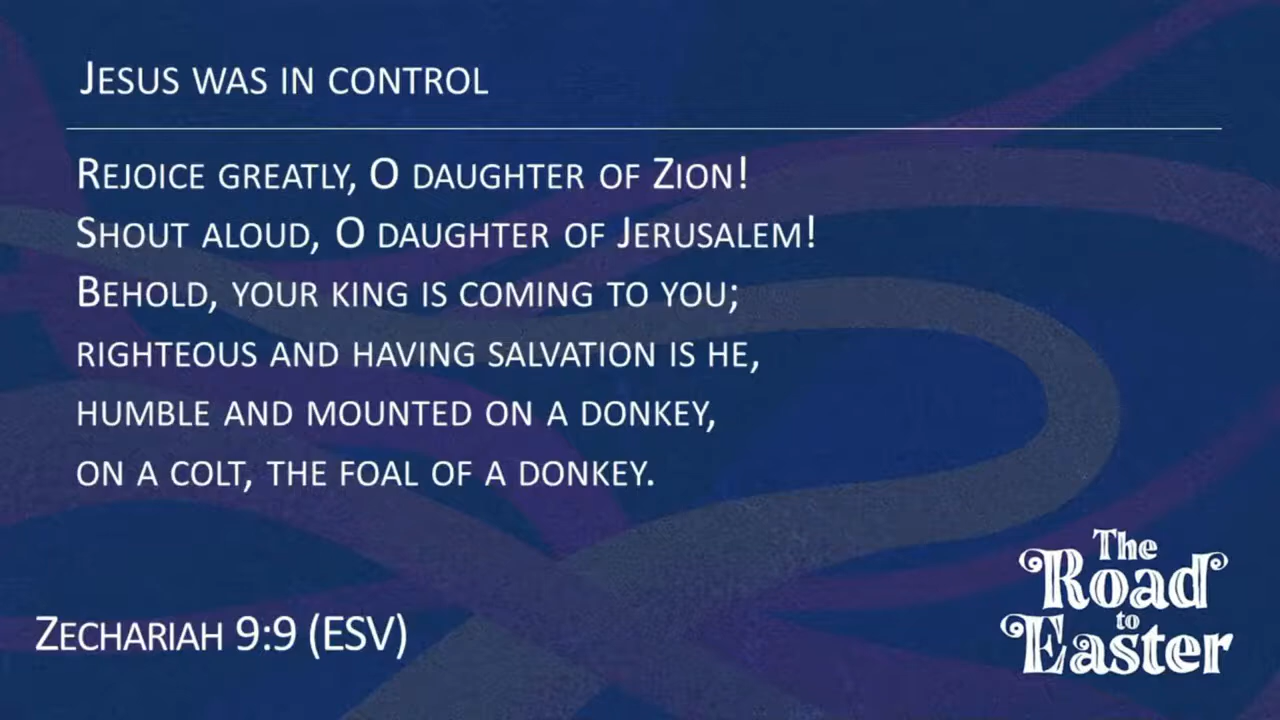 Jesus was in control
Rejoice greatly, O daughter of Zion!
Shout aloud, O daughter of Jerusalem!
Behold, your king is coming to you;
righteous and having salvation is he,
humble and mounted on a donkey,
on a colt, the foal of a donkey.
Zechariah 9:9 (ESV)
The
Road
to
Easter